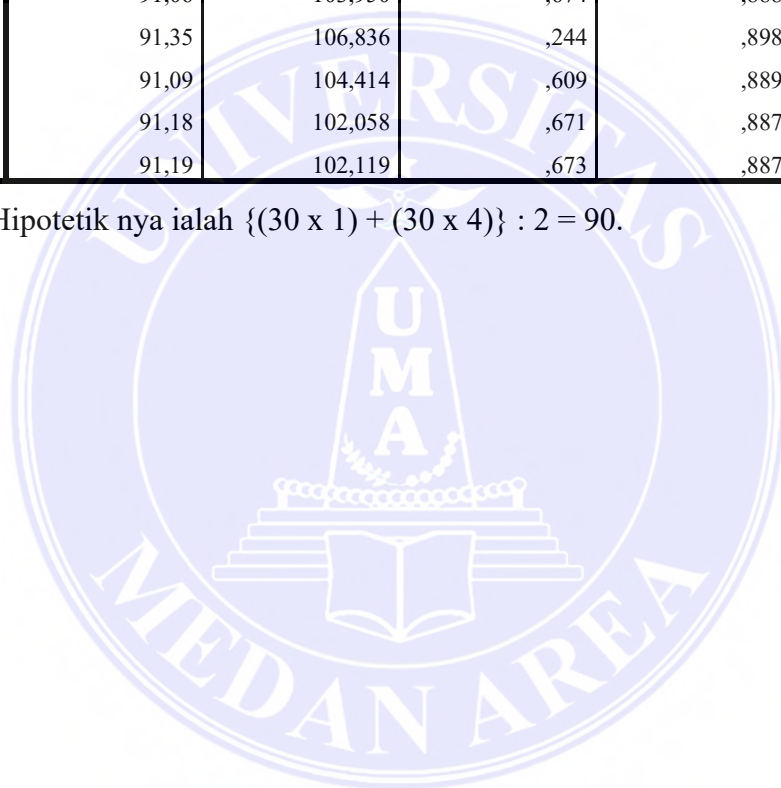 91,35 106,836 ,244 ,898
91,09 104,414 ,609 ,889
91,18 102,058 ,671 ,887
91,19 102,119 ,673 ,887
Hipotetik nya ialah {(30 x 1) + (30 x 4)} : 2 = 90.
UNIVERSITAS
UMA
MEDAN AREA